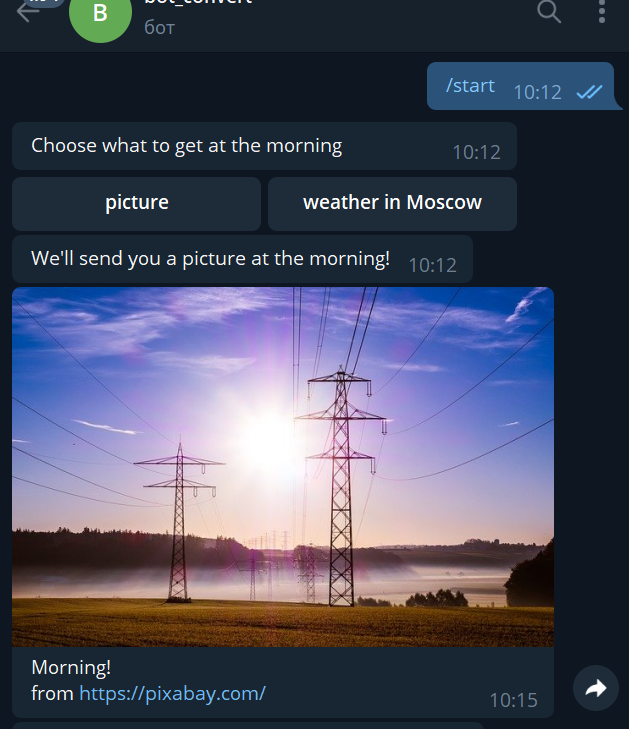 B
бот
/start 10:12
Choose what to get at the morning 10:12
picture
weather in Moscow
We'll send you a picture at the morning! 10:12
Morning!
from https://pixabay.com/ 10:15